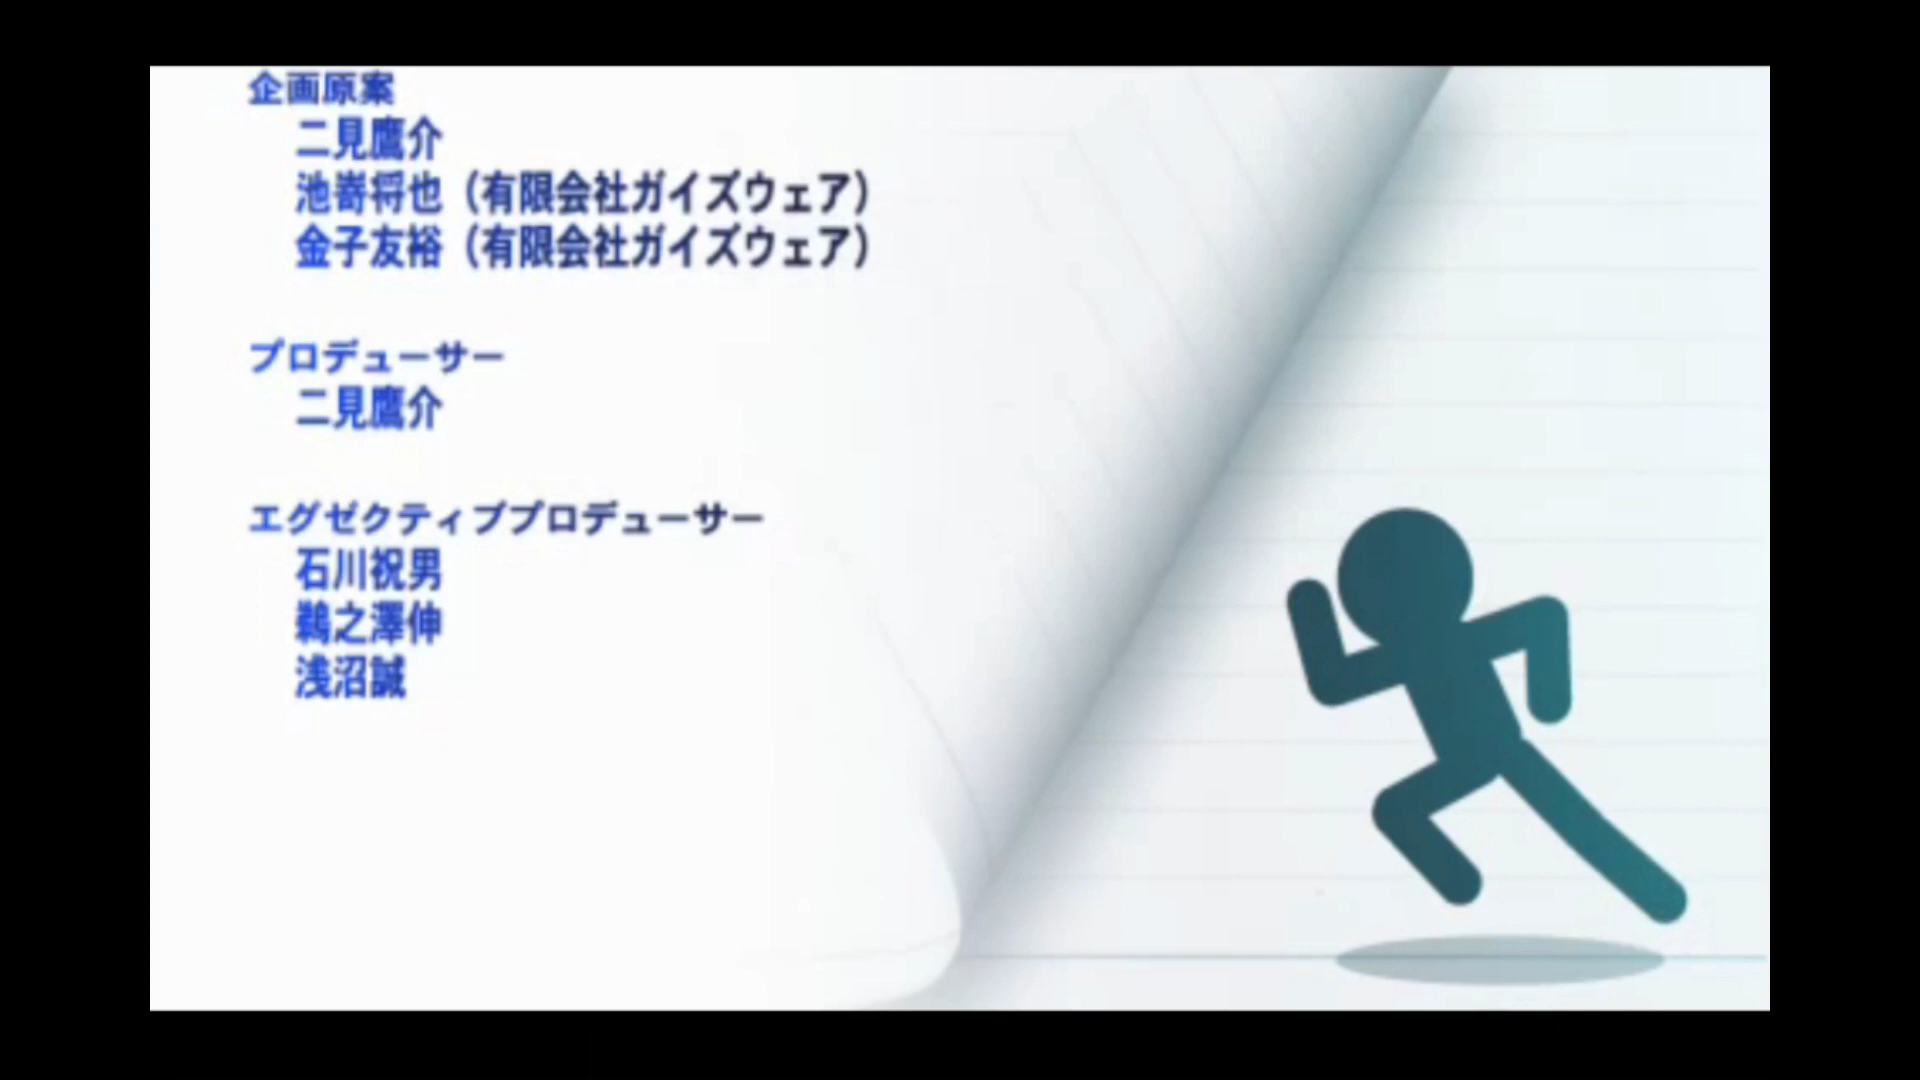 企画原案
二見鷹介
池嵜将也（有限会社ガイズウェア）
金子友裕（有限会社ガイズウェア）
プロデューサー
二見鷹介
エグゼクティブプロデューサー
石川祝男
鵜之澤伸
浅沼誠